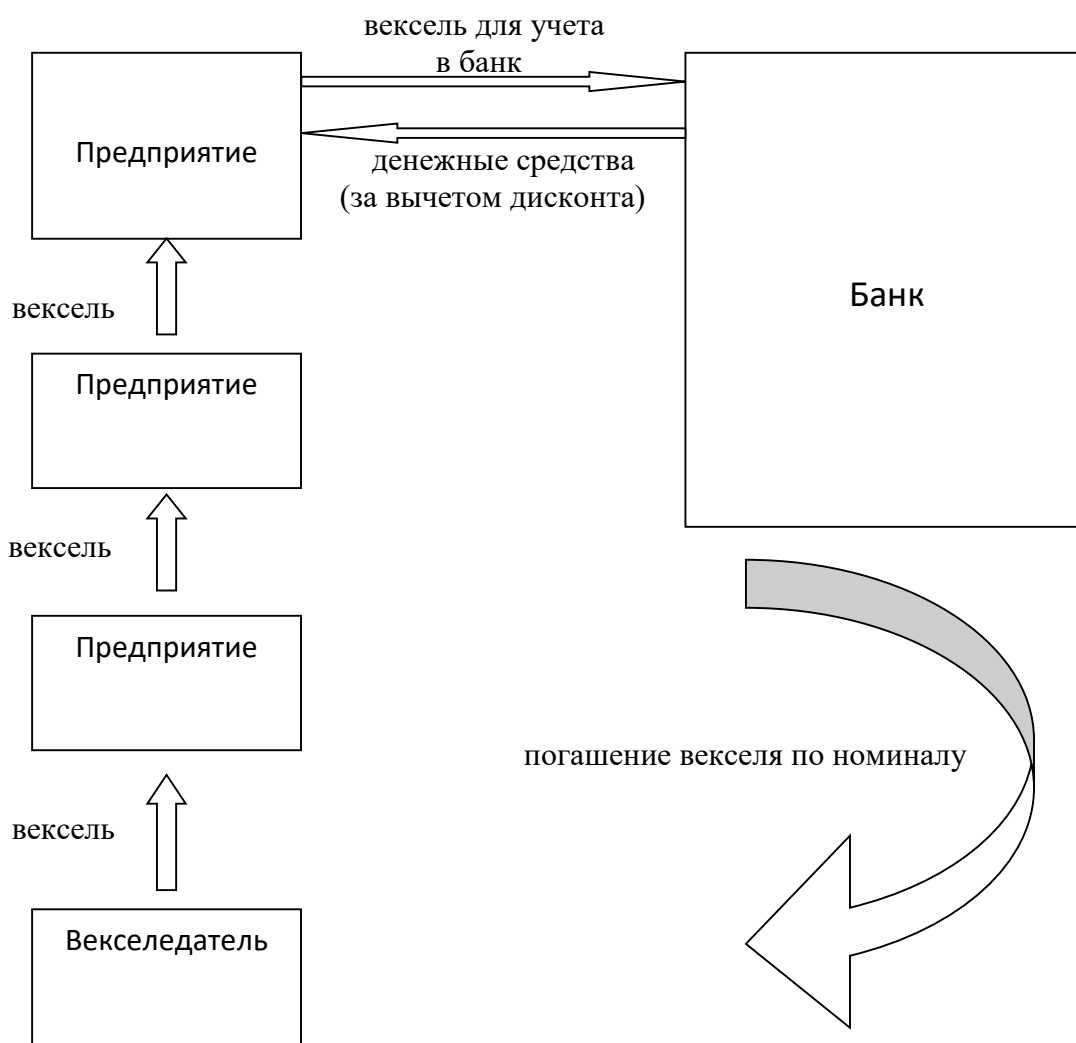 вексель для учета
в банк
Предприятие
денежные средства
(за вычетом дисконта)
Банк
вексель
Предприятие
вексель
Предприятие
погашение векселя по номиналу
вексель
Векселедатель